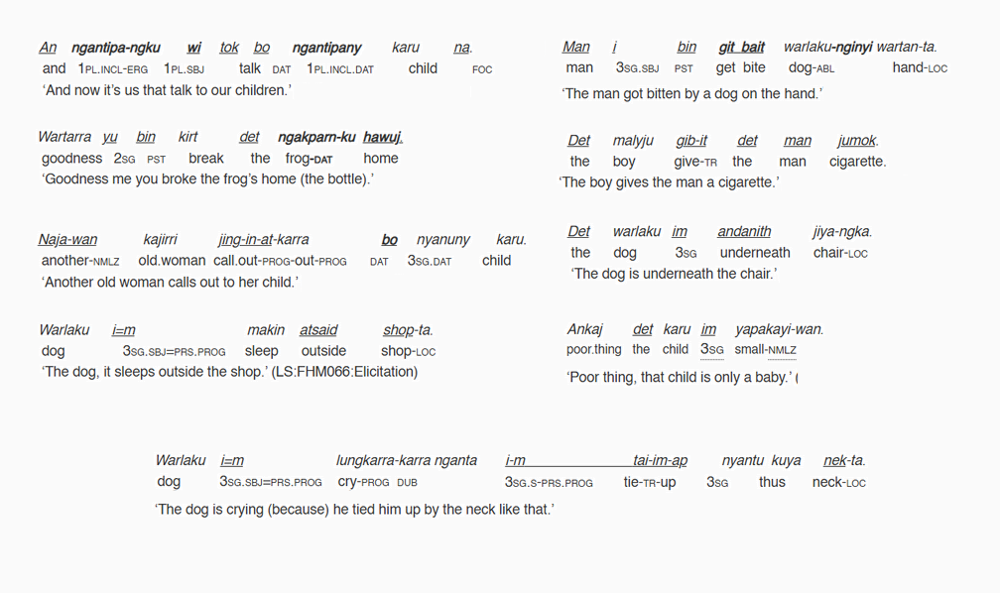 An ngantipa-ngku wi tok bo ngantipany karu na.
and 1PL.INCL-ERG 1PL.SBJ talk DAT 1PL.INCL.DAT child FOC
‘And now it’s us that talk to our children.’
Wartarra yu bin kirt det ngakparn-ku hawuj.
goodness 2SG PST break the frog-DAT home
‘Goodness me you broke the frog’s home (the bottle).’
Naja-wan kajirri jing-in-at-karra bo nyanuny karu.
another-NMLZ old.woman call.out-PROG-out-PROG DAT 3SG.DAT child
‘Another old woman calls out to her child.’
Warlaku i=m makin atsaid shop-ta.
dog 3SG.SBJ=PRS.PROG sleep outside shop-LOC
‘The dog, it sleeps outside the shop.’ (LS:FHM066:Elicitation)
Man i bin git bait warlaku-nginyi wartan-ta.
man 3SG.SBJ PST get bite dog-ABL hand-LOC
‘The man got bitten by a dog on the hand.’
Det malyju gib-it det man jumok.
the boy give-TR the man cigarette.
‘The boy gives the man a cigarette.’
Det warlaku im andanith jiya-ngka.
the dog 3SG underneath chair-LOC
‘The dog is underneath the chair.’
Ankaj det karu im yapakayi-wan.
poor.thing the child 3SG small-NMLZ
‘Poor thing, that child is only a baby.’ (
Warlaku i=m lungkarra-karra nganta i-m tai-im-ap nyantu kuya nek-ta.
dog 3SG.SBJ=PRS.PROG cry-PROG DUB 3SG.S-PRS.PROG tie-TR-up 3SG thus neck-LOC
‘The dog is crying (because) he tied him up by the neck like that.’